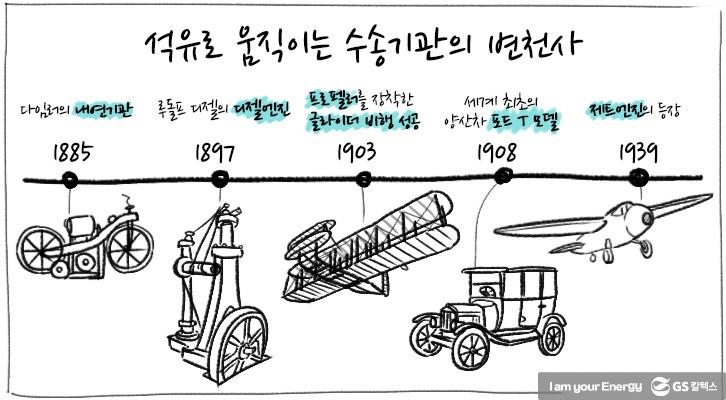 석유로 움직이는 수송기관의 변천사
다임러의 내연기관
1885
루돌프 디젤의 디젤엔진
1897
프로펠러를 장착한
글라이더 비행 성공
1903
세계 최초의
양산차 포드 T 모델
1908
제트엔진의 등장
1939
I am your Energy GS칼텍스